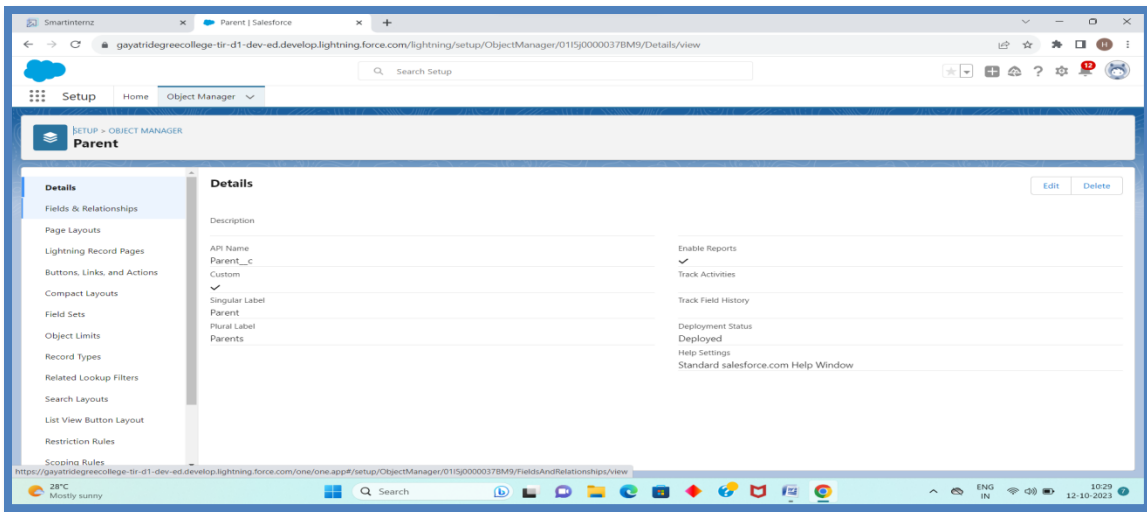 Smartinternz
Parent | Salesforce
gayatridegreecollege-tir-d1-dev-ed.develop.lightning.force.com/lightning/setup/ObjectManager/01I5j0000037BM9/Details/view
H
Search Setup
12
Setup Home Object Manager
SETUP > OBJECT MANAGER
Parent
Details
Fields & Relationships
Page Layouts
Lightning Record Pages
Buttons, Links, and Actions
Compact Layouts
Field Sets
Object Limits
Record Types
Related Lookup Filters
Search Layouts
List View Button Layout
Restriction Rules
Scoping Rules
Details
Edit Delete
Description
API Name
Parent__c
Custom
Singular Label
Parent
Plural Label
Parents
Enable Reports
Track Activities
Track Field History
Deployment Status
Deployed
Help Settings
Standard salesforce.com Help Window
https://gayatridegreecollege-tir-d1-dev-ed.develop.lightning.force.com/one/one.app#/setup/ObjectManager/01I5j0000037BM9/FieldsAndRelationships/view
28°C
Mostly sunny
Search
ENG
IN
10:29
12-10-2023